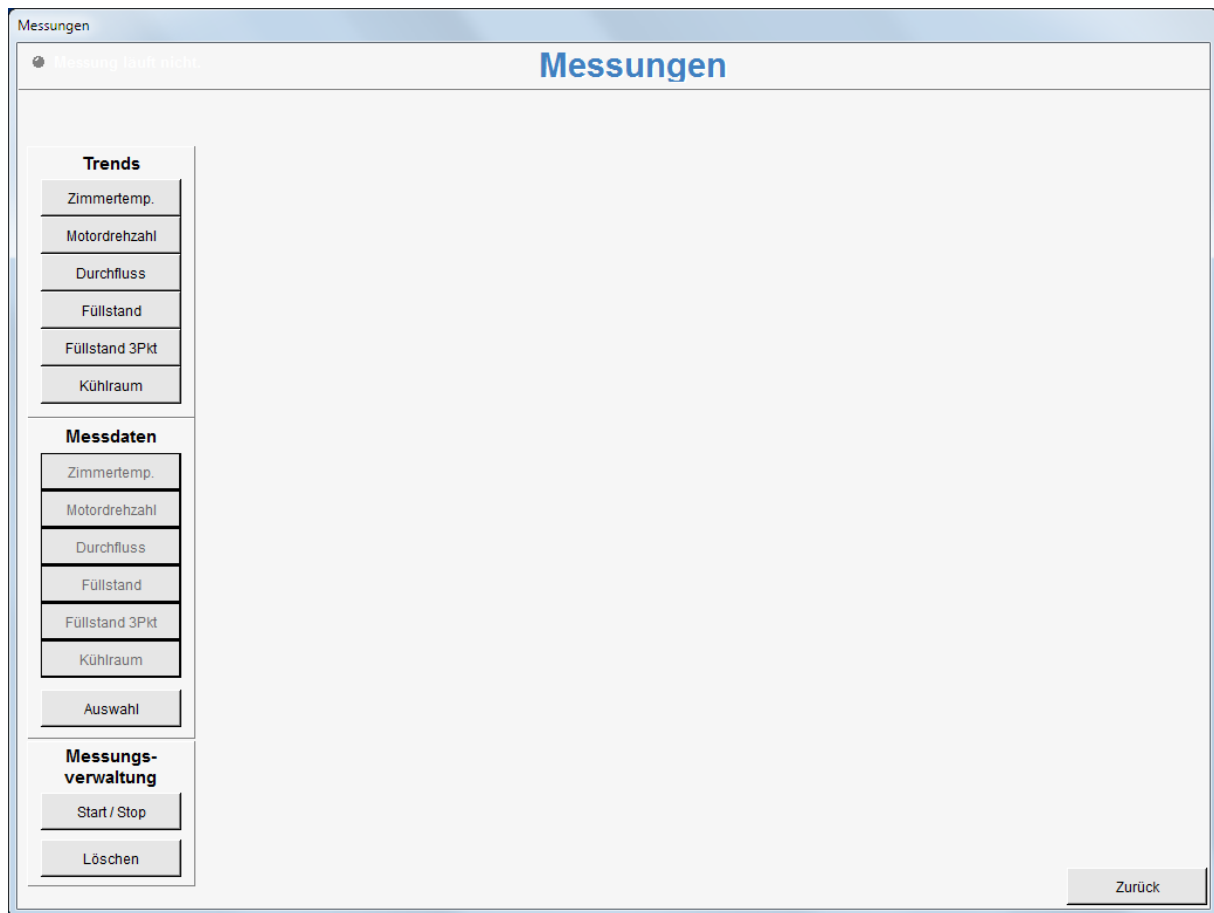 Messungen
Messung läuft nicht.
Messungen
Trends
Zimmertemp.
Motordrehzahl
Durchfluss
Füllstand
Füllstand 3Pkt
Kühlraum
Messdaten
Zimmertemp.
Motordrehzahl
Durchfluss
Füllstand
Füllstand 3Pkt
Kühlraum
Auswahl
Messungs-
verwaltung
Start / Stop
Löschen
Zurück